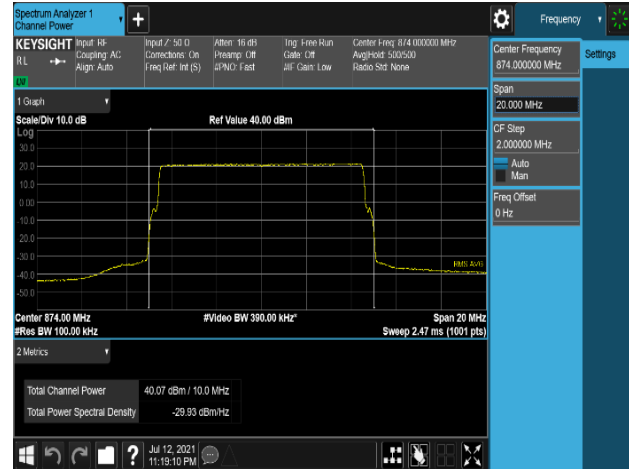 Spectrum Analyzer 1
Channel Power
Frequency
KEYSIGHT
RL
Input: RF
Coupling: AC
Align: Auto
Input Z: 50 Ω
Corrections: On
Freq Ref: Int (S)
Atten: 16 dB
Preamp: Off
#PNO: Fast
Trig: Free Run
Gate: Off
#IF Gain: Low
Center Freq: 874.000000 MHz
Avg|Hold: 500/500
Radio Std: None
Center Frequency
874.000000 MHz
Settings
Span
20.000 MHz
CF Step
2.000000 MHz
Auto
Man
Freq Offset
0 Hz
1 Graph
Scale/Div 10.0 dB
Ref Value 40.00 dBm
Log
30.0
20.0
10.0
0.00
-10.0
-20.0
-30.0
-40.0
-50.0
RMS AVG
Center 874.00 MHz
#Video BW 390.00 kHz*
Span 20 MHz
#Res BW 100.00 kHz
Sweep 2.47 ms (1001 pts)
2 Metrics
Total Channel Power 40.07 dBm / 10.0 MHz
Total Power Spectral Density -29.93 dBm/Hz
?
Jul 12, 2021
11:19:10 PM